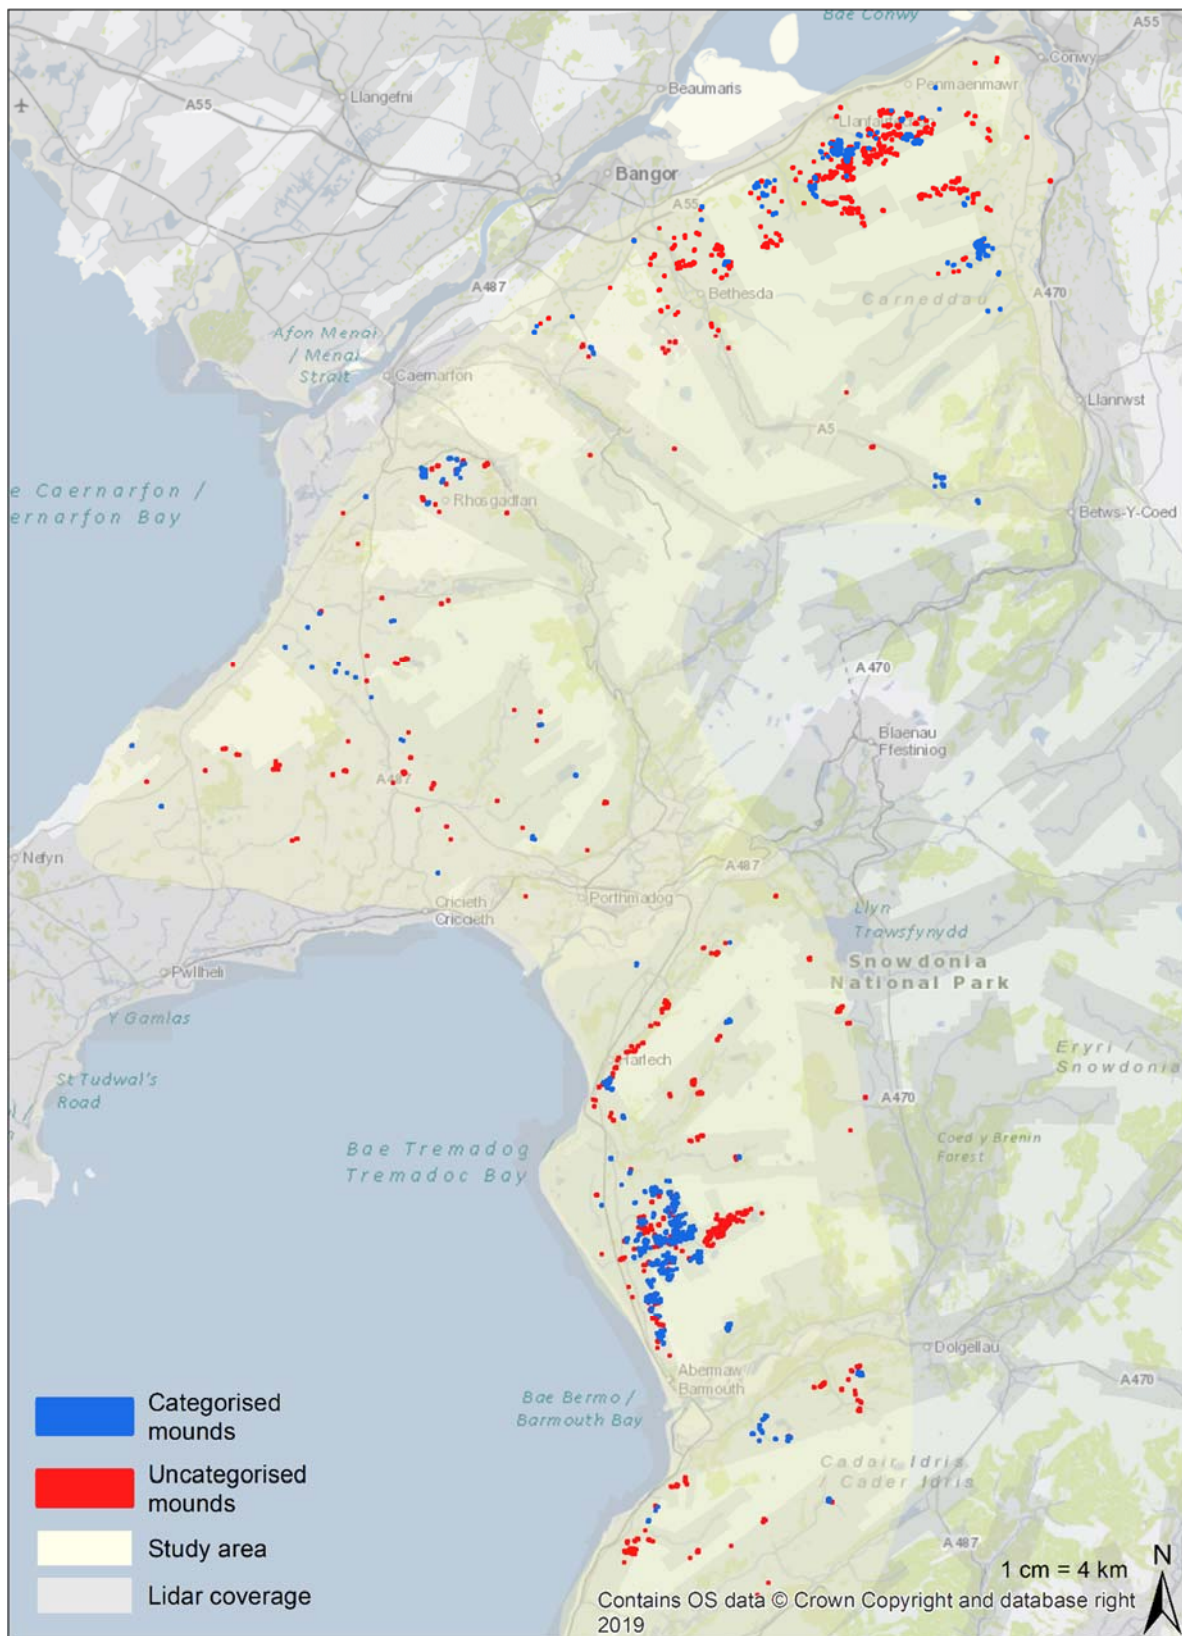 Bae Conwy
A55
Conwy
Penmaenmawr
Beaumaris
Llangefni
A55
Bangor
A55
A487
Bethesda
Carneddau
A470
Afon Menai
/ Menai
Strait
Caernarfon
Llanrwst
A5
e Caernarfon /
ernarfon Bay
Rhosgadfan
Betws-Y-Coed
A470
Blaenau
Ffestiniog
A487
Nefyn
A487
Porthmadog
Cricieth
Criccieth
Llyn
Trawsfynydd
Snowdonia
National Park
Pwllheli
Y Gamlas
Harlech
Eryri /
Snowdonia
St Tudwal's
Road
A470
Coed y Brenin
Forest
Bae Tremadog /
Tremadoc Bay
Dolgellau
Abermaw
Barmouth
A470
Bae Bermo /
Barmouth Bay
Cadair Idris
/ Cader Idris
A487
Categorised
mounds
Uncategorised
mounds
Study area
Lidar coverage
N
1 cm = 4 km
Contains OS data © Crown Copyright and database right
2019